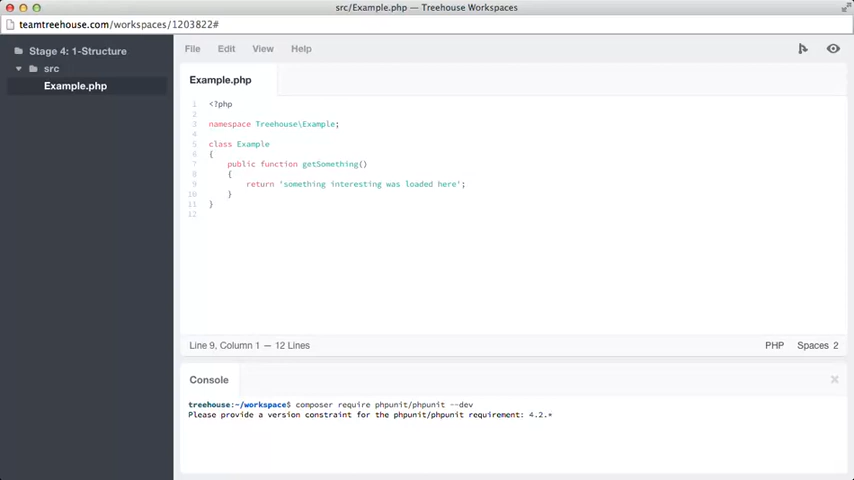 src/Example.php — Treehouse Workspaces
teamtreehouse.com/workspaces/1203822#
Stage 4: 1-Structure
src
Example.php
File Edit View Help
Example.php
1 <?php
2
3 namespace Treehouse\Example;
4
5 class Example
6 {
7 public function getSomething()
8 {
9 return 'something interesting was loaded here';
10 }
11 }
12
Line 9, Column 1 — 12 Lines
PHP Spaces 2
Console
treehouse:~/workspace$ composer require phpunit/phpunit --dev
Please provide a version constraint for the phpunit/phpunit requirement: 4.2.*